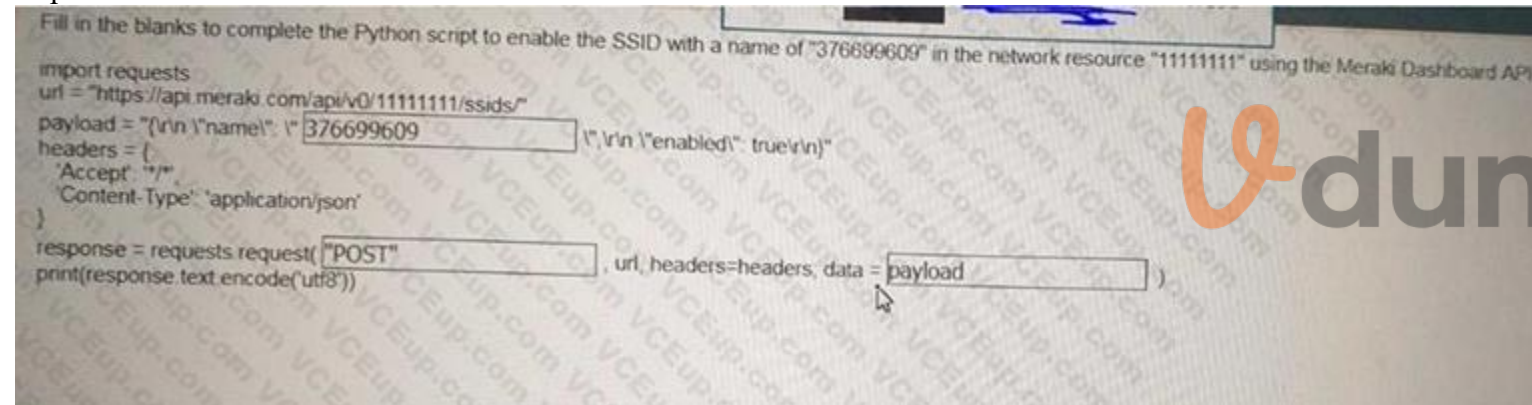 Fill in the blanks to complete the Python script to enable the SSID with a name of "376699609" in the network resource "11111111" using the Meraki Dashboard API
import requests
url = "https://api.meraki.com/api/v0/11111111/ssids/"
payload = "{\r\n \"name\": \" 376699609 \",\r\n \"enabled\": true\r\n}"
headers = {
'Accept': '*/*',
'Content-Type': 'application/json'
}
response = requests.request( "POST" , url, headers=headers, data = payload )
print(response.text.encode('utf8'))
dum
VCEup.com